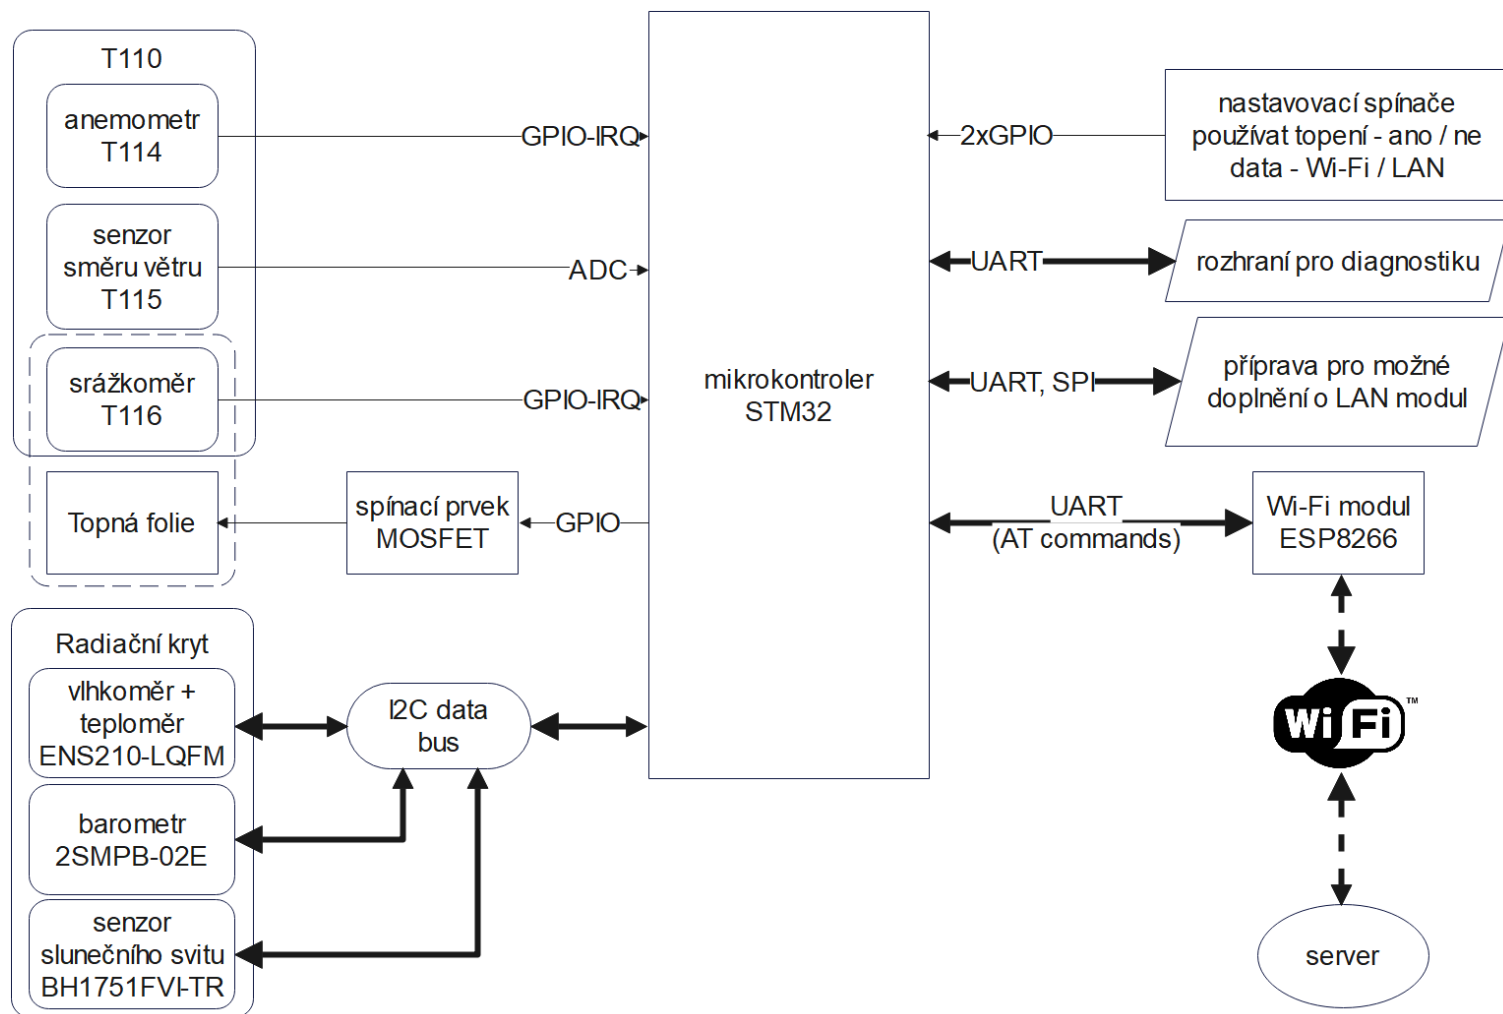 T110
anemometr
T114
GPIO-IRQ
senzor
směru větru
T115
ADC
srážkoměr
T116
GPIO-IRQ
Topná folie
spínací prvek
MOSFET
GPIO
Radiační kryt
vlhkoměr +
teploměr
ENS210-LQFM
barometr
2SMPB-02E
senzor
slunečního svitu
BH1751FVI-TR
I2C data
bus
mikrokontroler
STM32
2xGPIO
nastavovací spínače
používat topení - ano / ne
data - Wi-Fi / LAN
UART
rozhraní pro diagnostiku
UART, SPI
příprava pro možné
doplnění o LAN modul
UART
(AT commands)
Wi-Fi modul
ESP8266
Wi Fi™
server